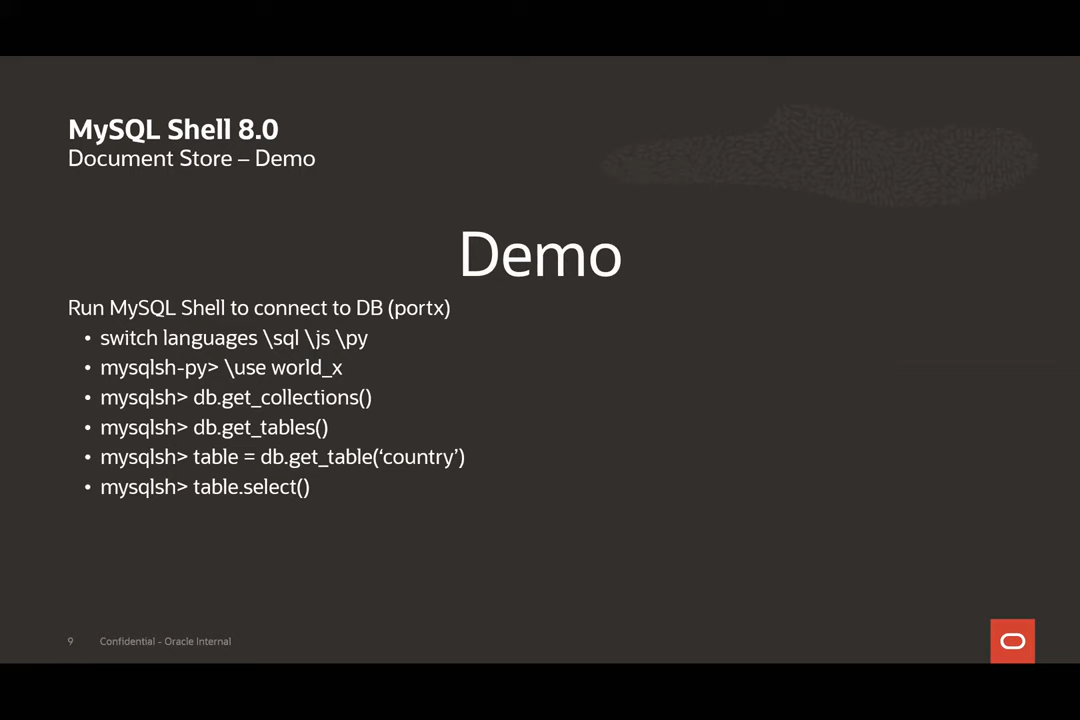 MySQL Shell 8.0
Document Store – Demo
Demo
Run MySQL Shell to connect to DB (portx)
• switch languages \sql \js \py
• mysqlsh-py> \use world_x
• mysqlsh> db.get_collections()
• mysqlsh> db.get_tables()
• mysqlsh> table = db.get_table(‘country’)
• mysqlsh> table.select()
9 Confidential - Oracle Internal